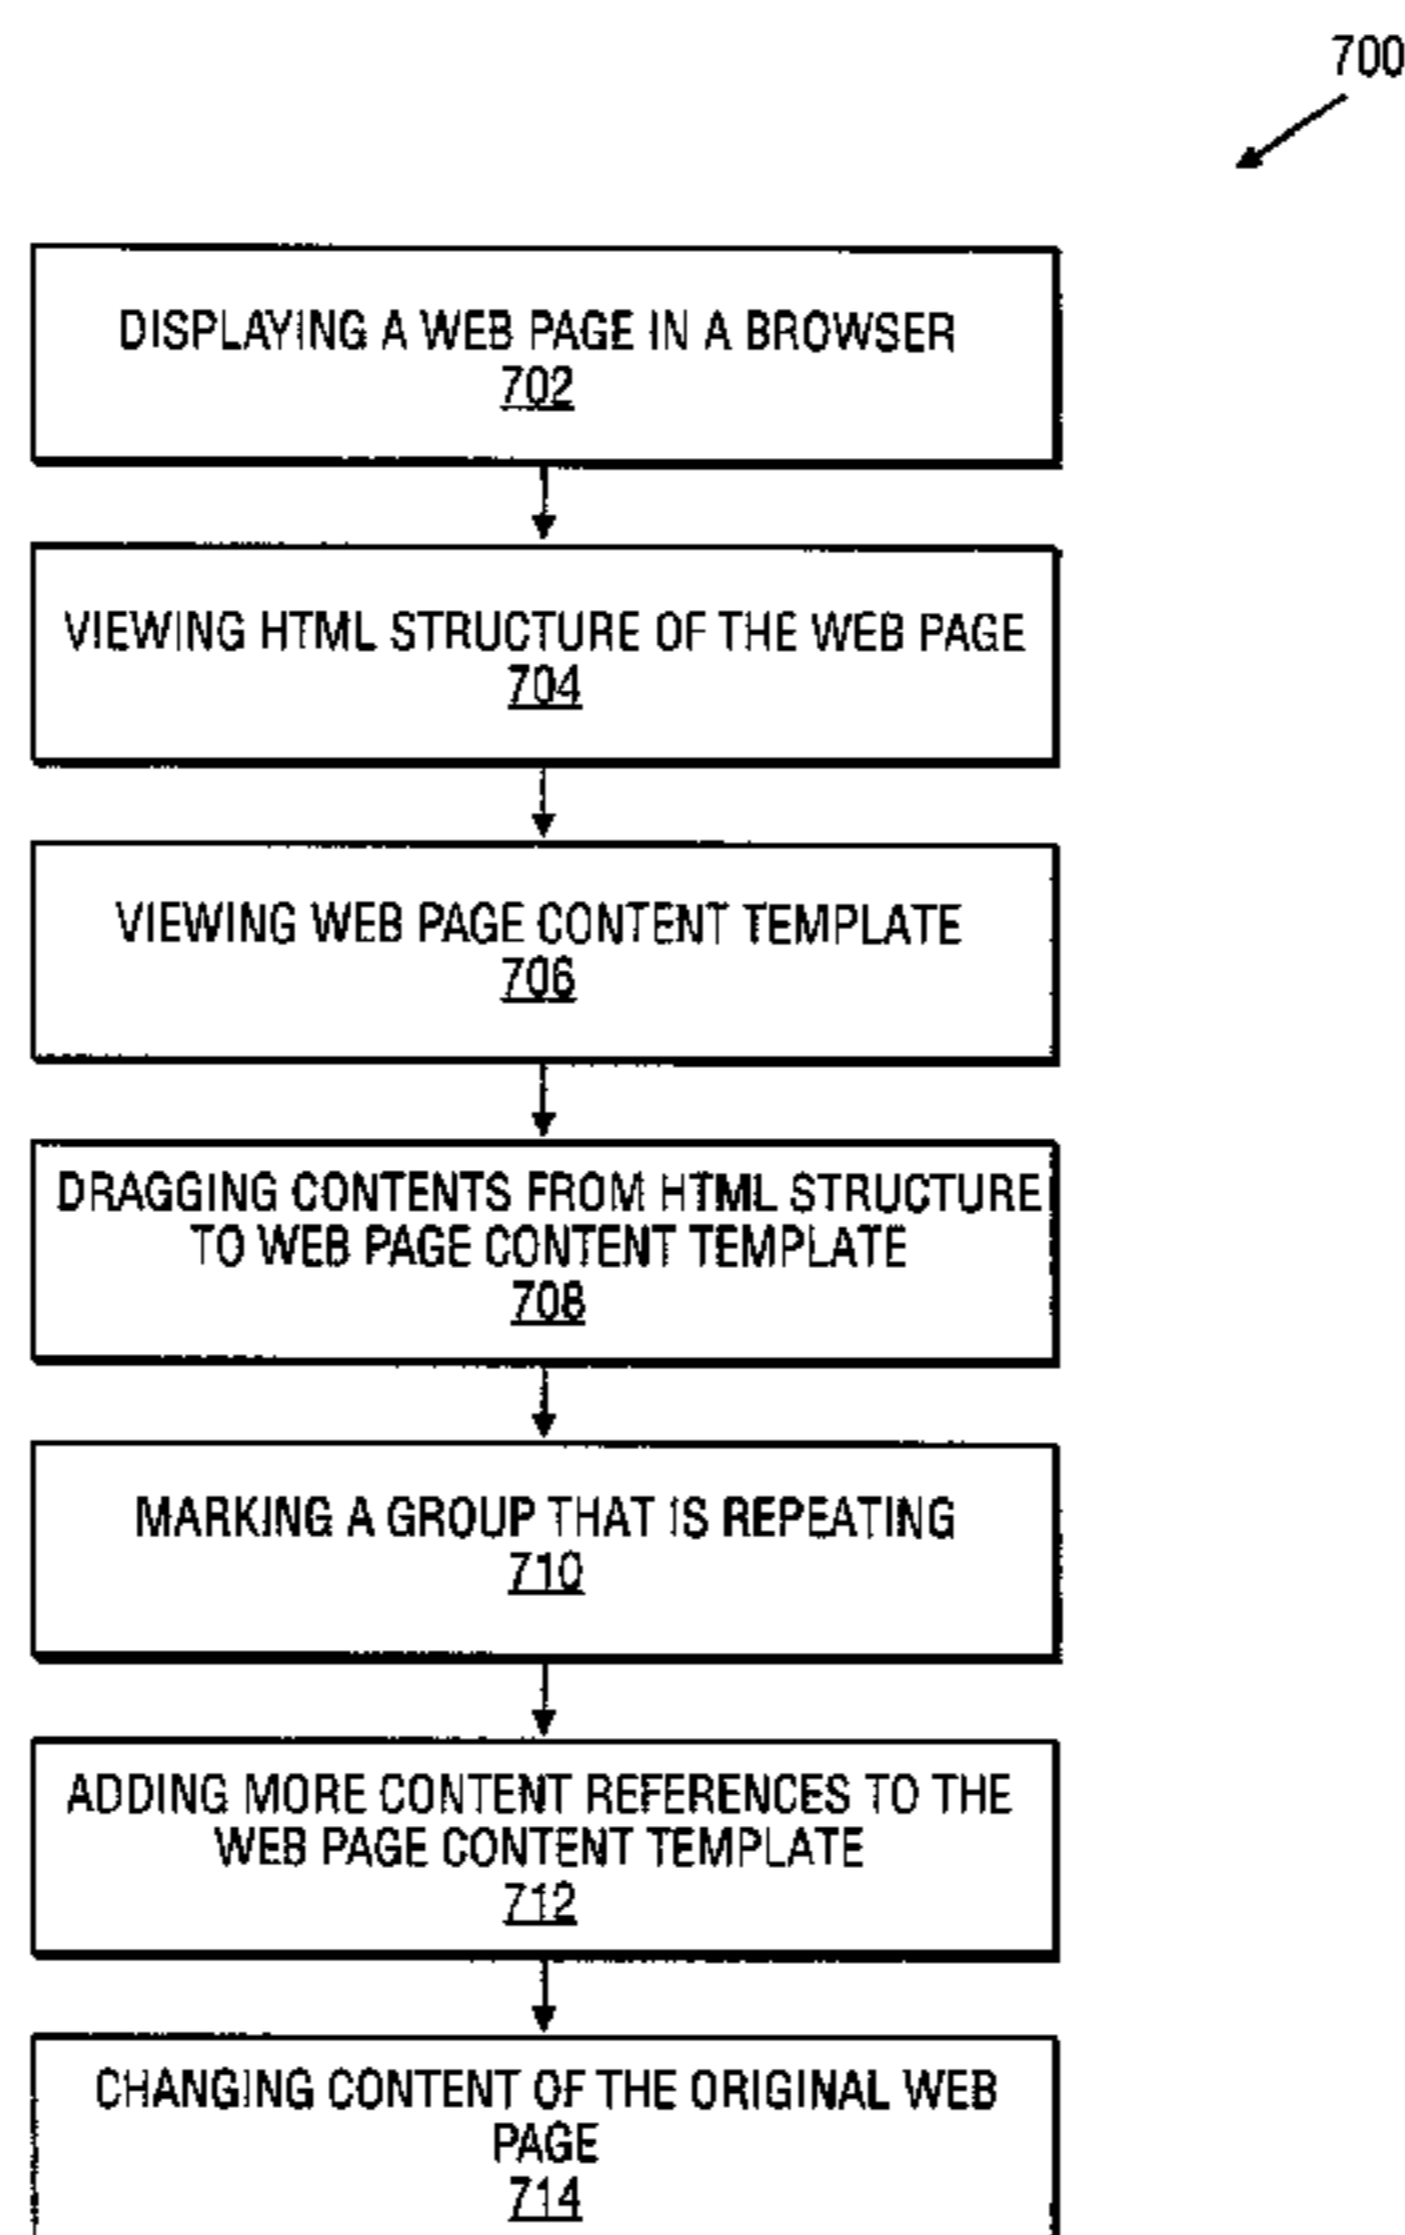 700
DISPLAYING A WEB PAGE IN A BROWSER
702
VIEWING HTML STRUCTURE OF THE WEB PAGE
704
VIEWING WEB PAGE CONTENT TEMPLATE
706
DRAGGING CONTENTS FROM HTML STRUCTURE
TO WEB PAGE CONTENT TEMPLATE
708
MARKING A GROUP THAT IS REPEATING
710
ADDING MORE CONTENT REFERENCES TO THE
WEB PAGE CONTENT TEMPLATE
712
CHANGING CONTENT OF THE ORIGINAL WEB
PAGE
714